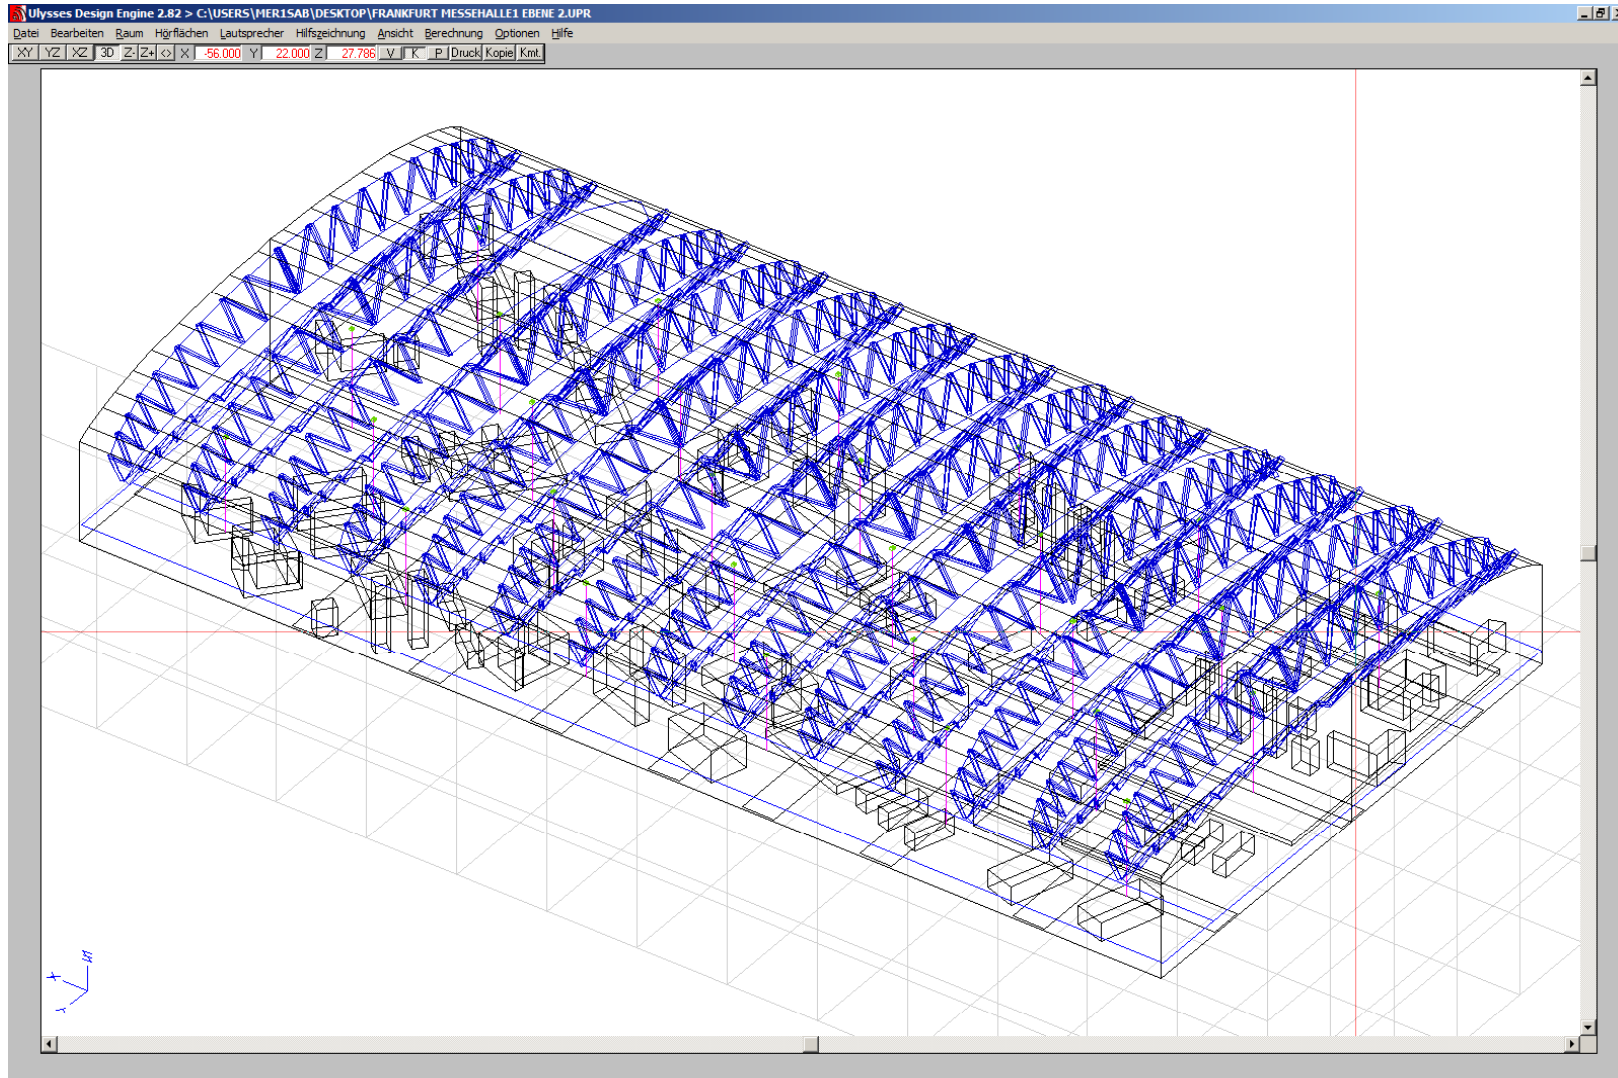 Ulysses Design Engine 2.82 > C:\USERS\MER1SAB\DESKTOP\FRANKFURT MESSEHALLE1 EBENE 2.UPR
Datei Bearbeiten Raum Hörflächen Lautsprecher Hilfszeichnung Ansicht Berechnung Optionen Hilfe
XY YZ XZ 3D Z- Z+ <> X -56.000 Y 22.000 Z 27.786 V K P Druck Kopie Kmt.
X
Y